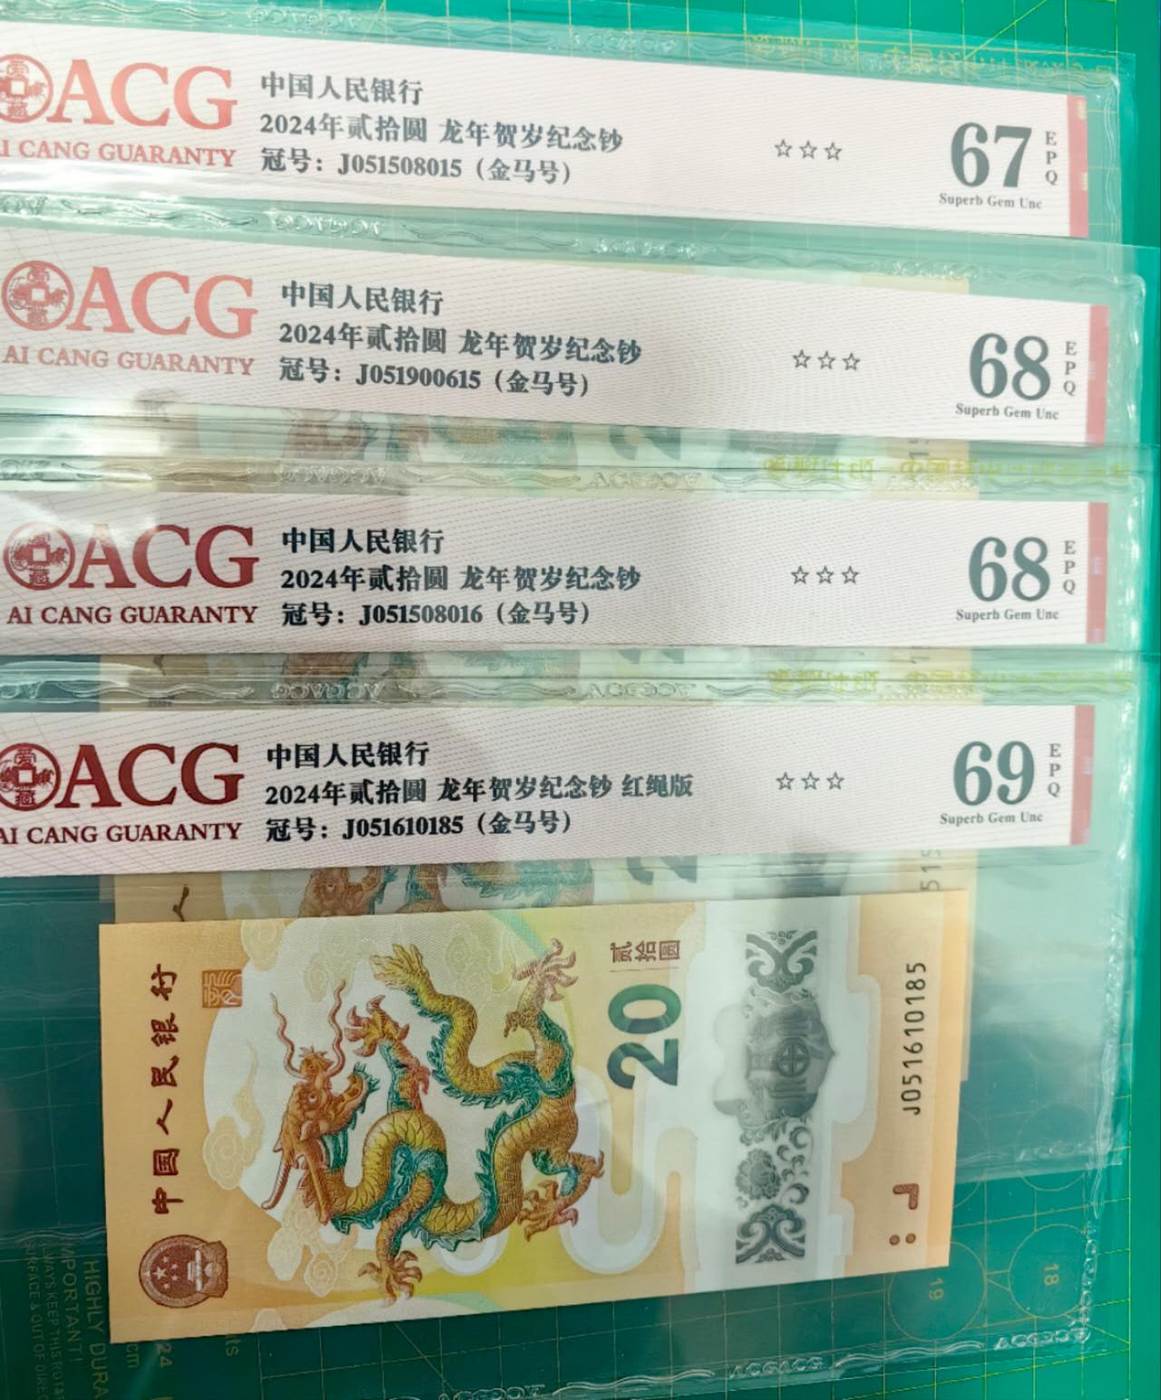 ACG
AI CANG GUARANTY
中国人民银行
2024年贰拾圆 龙年贺岁纪念钞
冠号：J051508015（金马号）
☆☆☆
67
EPQ
Superb Gem Unc
ACG
AI CANG GUARANTY
中国人民银行
2024年贰拾圆 龙年贺岁纪念钞
冠号：J051900615（金马号）
☆☆☆
68
EPQ
Superb Gem Unc
ACG
AI CANG GUARANTY
中国人民银行
2024年贰拾圆 龙年贺岁纪念钞
冠号：J051508016（金马号）
☆☆☆
68
EPQ
Superb Gem Unc
ACG
AI CANG GUARANTY
中国人民银行
2024年贰拾圆 龙年贺岁纪念钞 红绳版
冠号：J051610185（金马号）
☆☆☆
69
EPQ
Superb Gem Unc
中国人民银行
贰拾圆
20
J051610185
18
19
24
cm
HIGHLY DURA